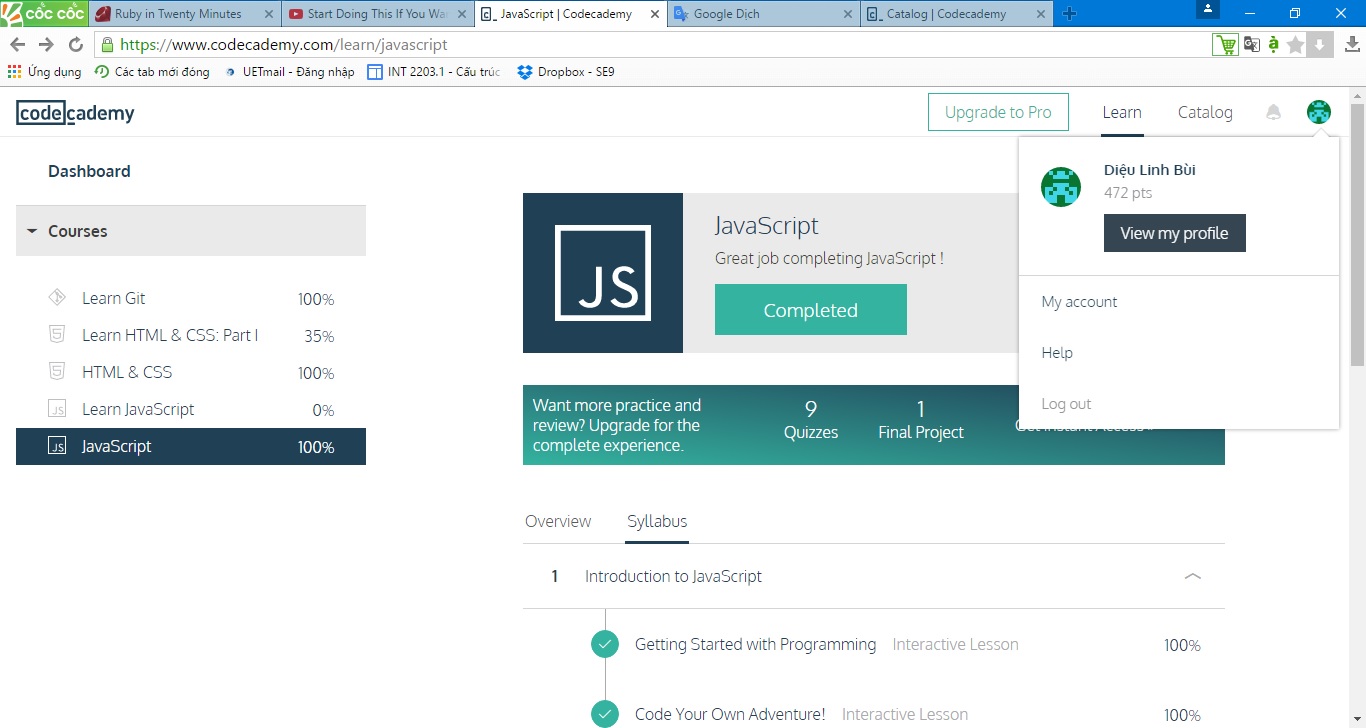 cốc cốc
Ruby in Twenty Minutes
Start Doing This If You Wa
JavaScript | Codecademy
Google Dịch
Catalog | Codecademy
https://www.codecademy.com/learn/javascript
Ứng dụng
Các tab mới đóng
UETmail - Đăng nhập
INT 2203.1 - Cấu trúc
Dropbox - SE9
codecademy
Upgrade to Pro
Learn
Catalog
Dashboard
Courses
Learn Git 100%
Learn HTML & CSS: Part I 35%
HTML & CSS 100%
JS Learn JavaScript 0%
JS JavaScript 100%
JS
JavaScript
Great job completing JavaScript !
Completed
Diệu Linh Bùi
472 pts
View my profile
My account
Help
Log out
Want more practice and
review? Upgrade for the
complete experience.
9
Quizzes
1
Final Project
Overview
Syllabus
1 Introduction to JavaScript
Getting Started with Programming Interactive Lesson 100%
Code Your Own Adventure! Interactive Lesson 100%